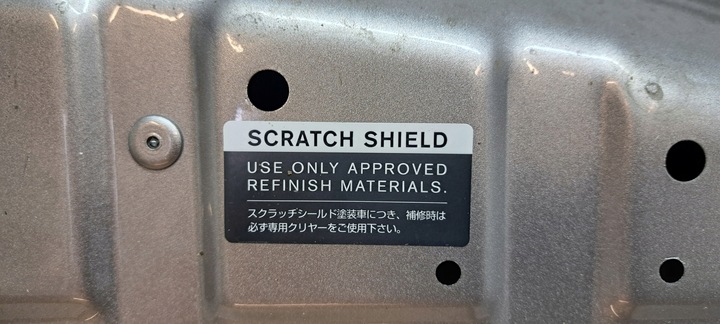 SCRATCH SHIELD
USE ONLY APPROVED
REFINISH MATERIALS.
スクラッチシールド塗装車につき、補修時は
必ず専用クリヤーをご使用下さい。